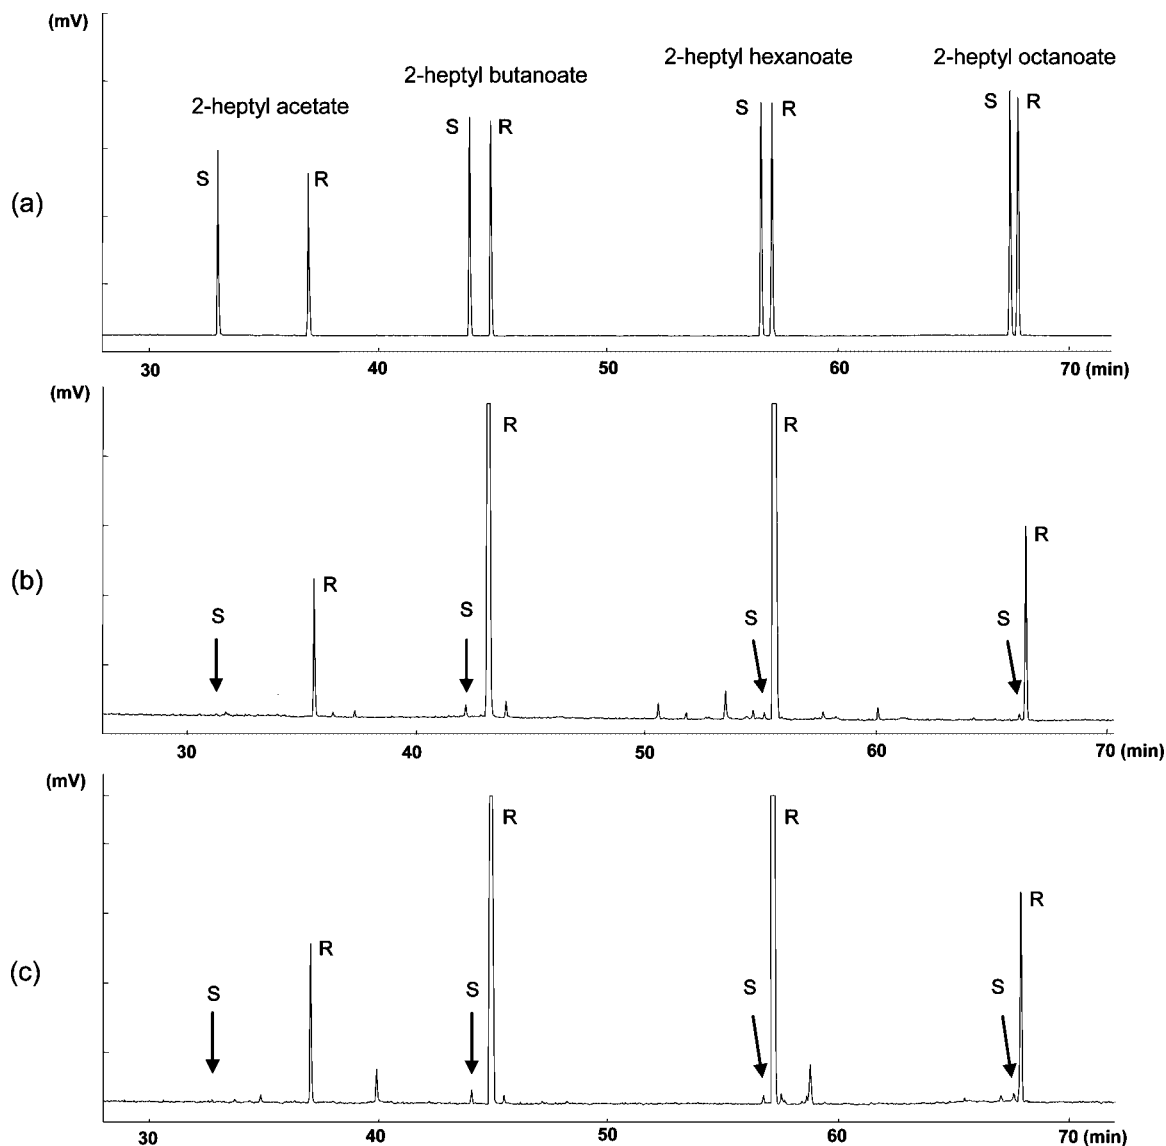 (mV)
2-heptyl acetate
2-heptyl butanoate
2-heptyl hexanoate
2-heptyl octanoate
S
R
S
R
S
R
S
R
(a)
30
40
50
60
70 (min)
(mV)
R
R
R
R
S
S
S
S
(b)
30
40
50
60
70 (min)
(mV)
R
R
R
R
S
S
S
S
(c)
30
40
50
60
70 (min)